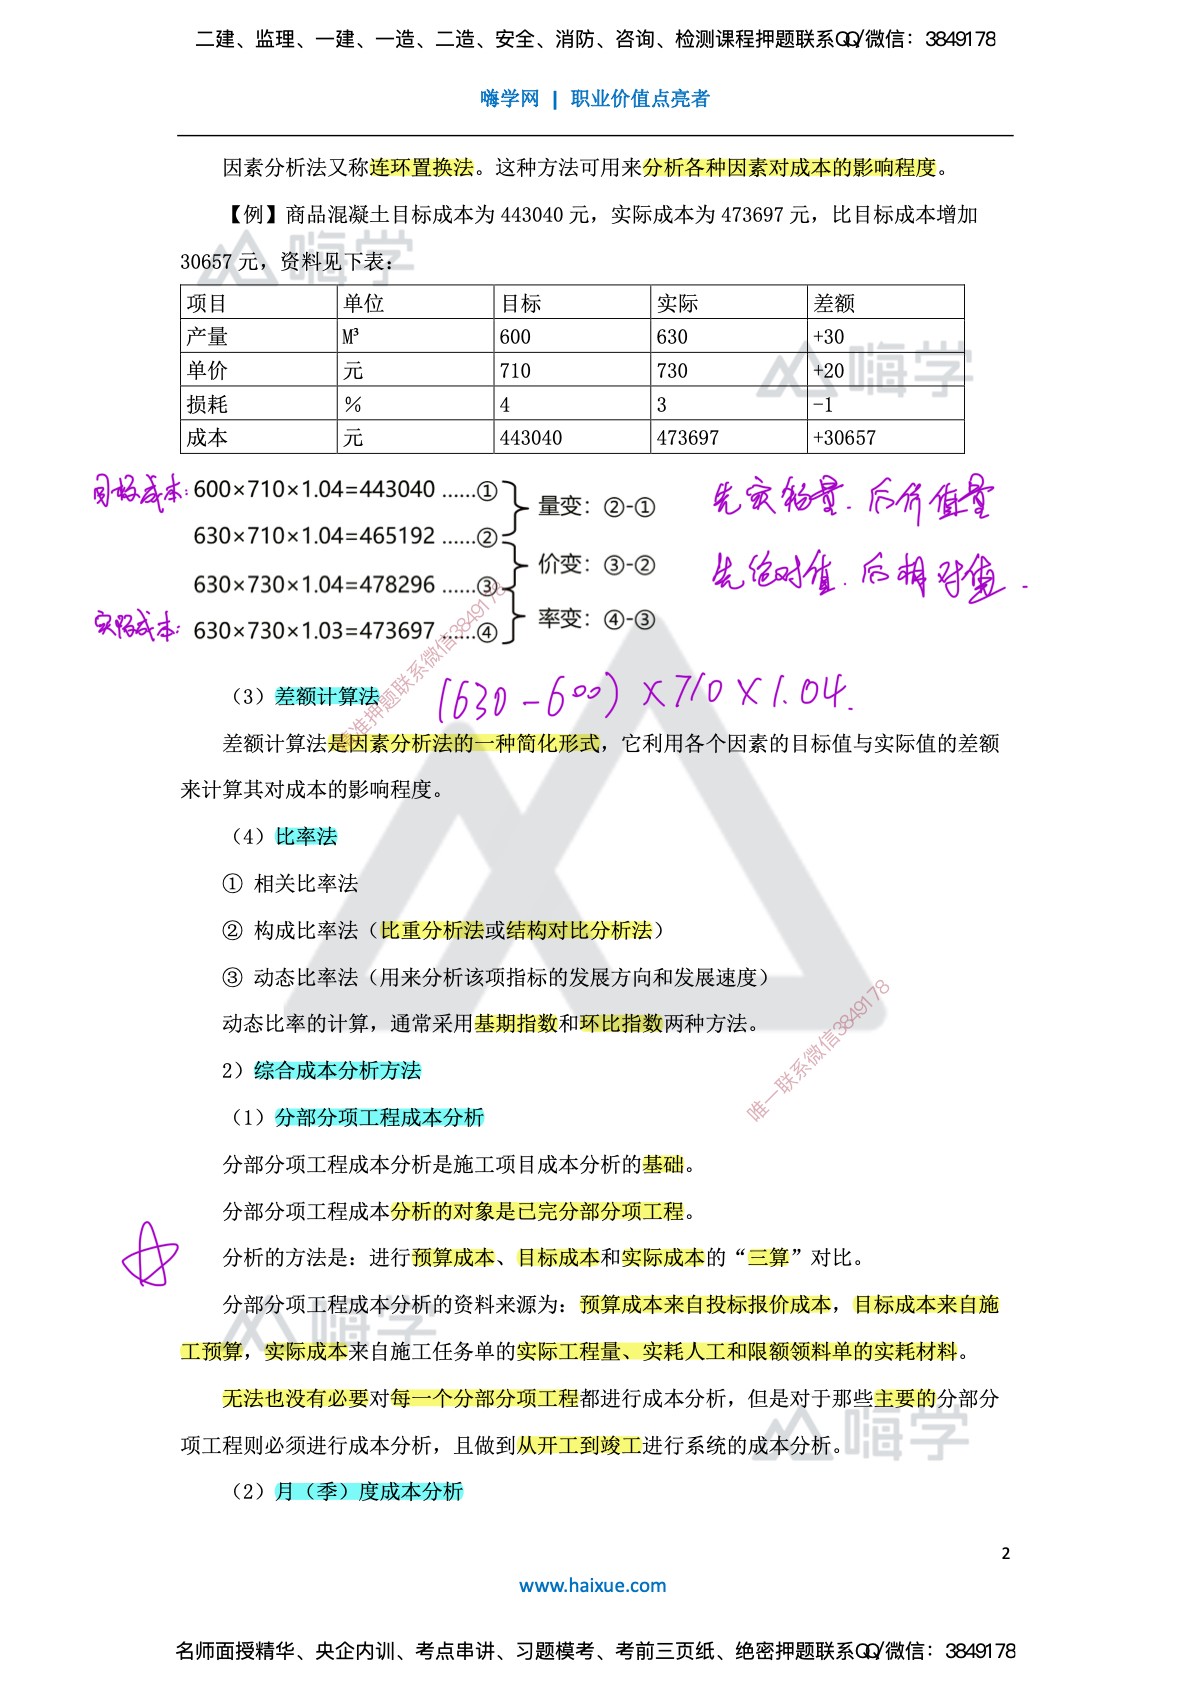 二建、监理、一建、一造、二造、安全、消防、咨询、检测课程押题联系QQ/微信：3849178
嗨学网 | 职业价值点亮者
因素分析法又称连环置换法。这种方法可用来分析各种因素对成本的影响程度。
【例】商品混凝土目标成本为 443040 元，实际成本为 473697 元，比目标成本增加
30657 元，资料见下表：
嗨学
项目 单位 目标 实际 差额
产量 M³ 600 630 +30
单价 元 710 730 +20
嗨学
损耗 % 4 3 -1
成本 元 443040 473697 +30657
目标成本：600×710×1.04=443040 ……① 量变：②-① 先实物量．后价值量
630×710×1.04=465192 ……②
价变：③-② 先绝对值．后相对值．
630×730×1.04=478296 ……③
率变：④-③
实际成本：630×730×1.03=473697 ……④
精准押题联系微信3849178
（3）差额计算法 (630-600)×710×1.04.
差额计算法是因素分析法的一种简化形式，它利用各个因素的目标值与实际值的差额
来计算其对成本的影响程度。
（4）比率法
① 相关比率法
② 构成比率法（比重分析法或结构对比分析法）
③ 动态比率法（用来分析该项指标的发展方向和发展速度）
动态比率的计算，通常采用基期指数和环比指数两种方法。
唯一联系微信3849178
2）综合成本分析方法
（1）分部分项工程成本分析
分部分项工程成本分析是施工项目成本分析的基础。
分部分项工程成本分析的对象是已完分部分项工程。
分析的方法是：进行预算成本、目标成本和实际成本的“三算”对比。
分部分项工程成本分析的资料来源为：预算成本来自投标报价成本，目标成本来自施
嗨学
工预算，实际成本来自施工任务单的实际工程量、实耗人工和限额领料单的实耗材料。
无法也没有必要对每一个分部分项工程都进行成本分析，但是对于那些主要的分部分
项工程则必须进行成本分析，且做到从开工到竣工进行系统的成本分析。
嗨学
（2）月（季）度成本分析
2
www.haixue.com
名师面授精华、央企内训、考点串讲、习题模考、考前三页纸、绝密押题联系QQ/微信：3849178